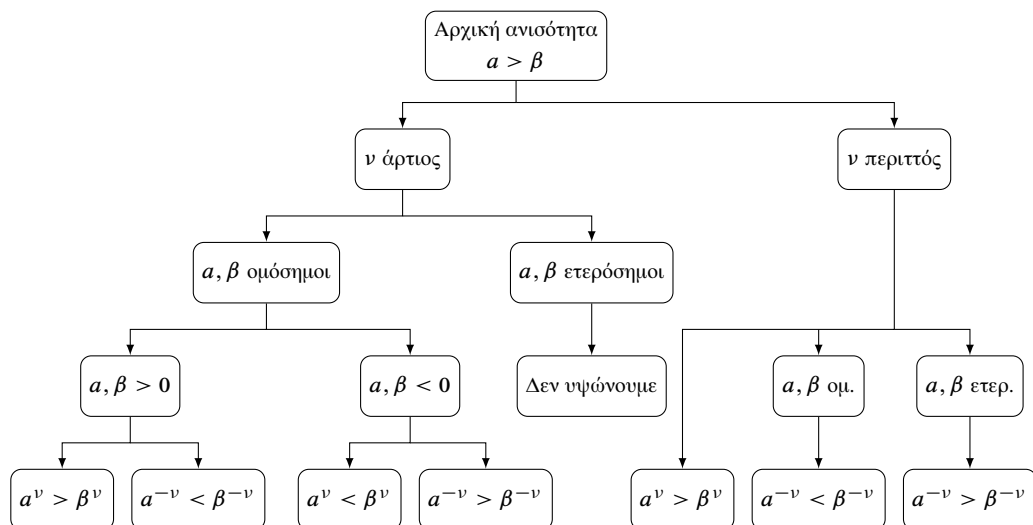 Αρχική ανισότητα
a > β
ν άρτιος
ν περιττός
a, β ομόσημοι
a, β ετερόσημοι
a, β > 0
a, β < 0
Δεν υψώνουμε
a, β ομ.
a, β ετερ.
a^ν > β^ν
a^{-ν} < β^{-ν}
a^ν < β^ν
a^{-ν} > β^{-ν}
a^ν > β^ν
a^{-ν} < β^{-ν}
a^{-ν} > β^{-ν}